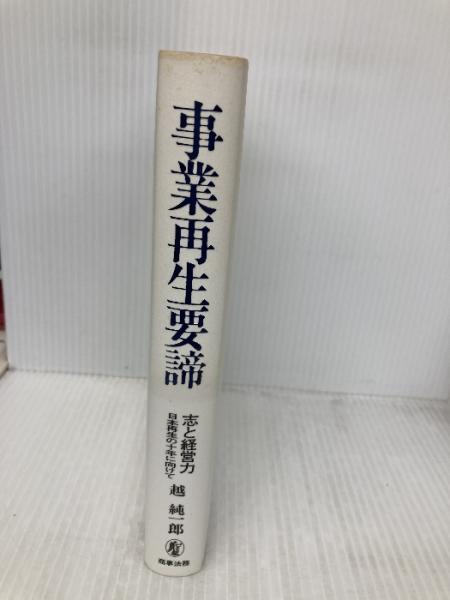 事業再生要諦
志と経営力
日本再生の十年に向けて
越 純一郎
商事法務